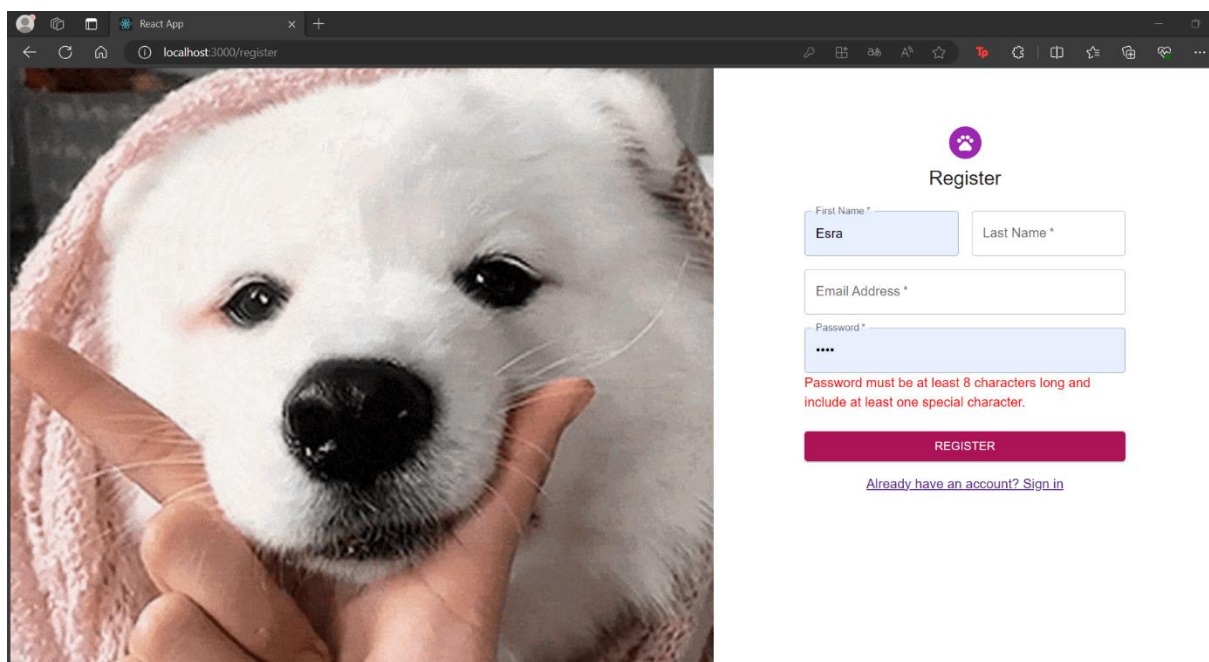 React App
localhost:3000/register
Register
First Name *
Esra
Last Name *
Email Address *
Password *
••••
Password must be at least 8 characters long and
include at least one special character.
REGISTER
Already have an account? Sign in